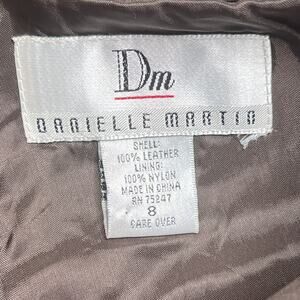 Dm
DANIELLE MARTIN
SHELL:
100% LEATHER
LINING:
100% NYLON
MADE IN CHINA
RN 75247
8
CARE OVER